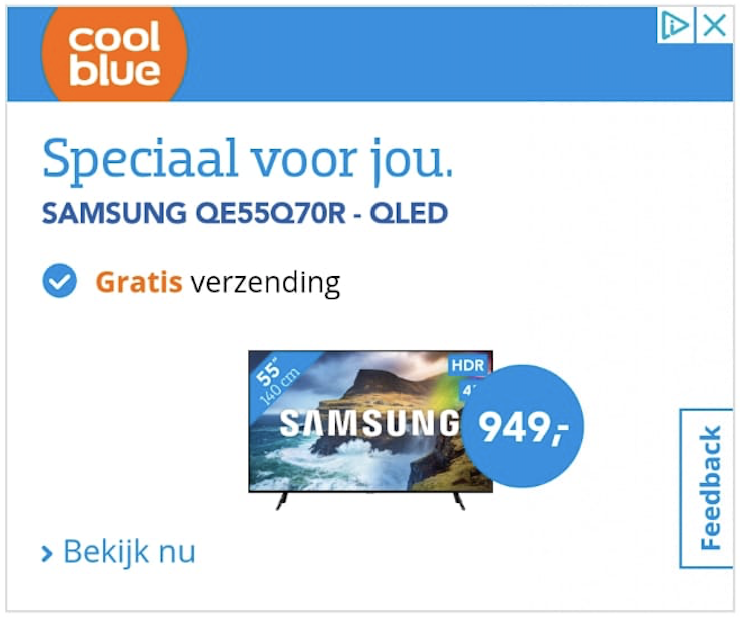 cool
blue
Speciaal voor jou.
SAMSUNG QE55Q70R - QLED
Gratis verzending
55"
140 cm
HDR
SAMSUNG
949,-
Feedback
Bekijk nu